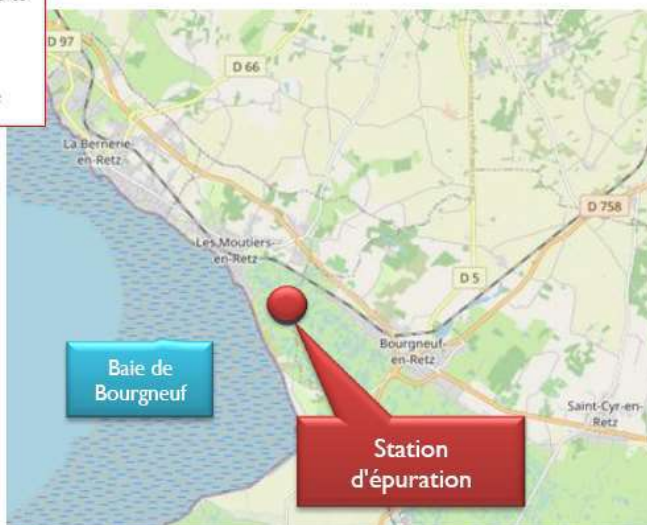 D 97
D 66
La Bernerie-
en-Retz
D 758
Les Moutiers-
en-Retz
D 5
Bourgneuf-
en-Retz
Baie de
Bourgneuf
Saint-Cyr-en-
Retz
Station
d'épuration